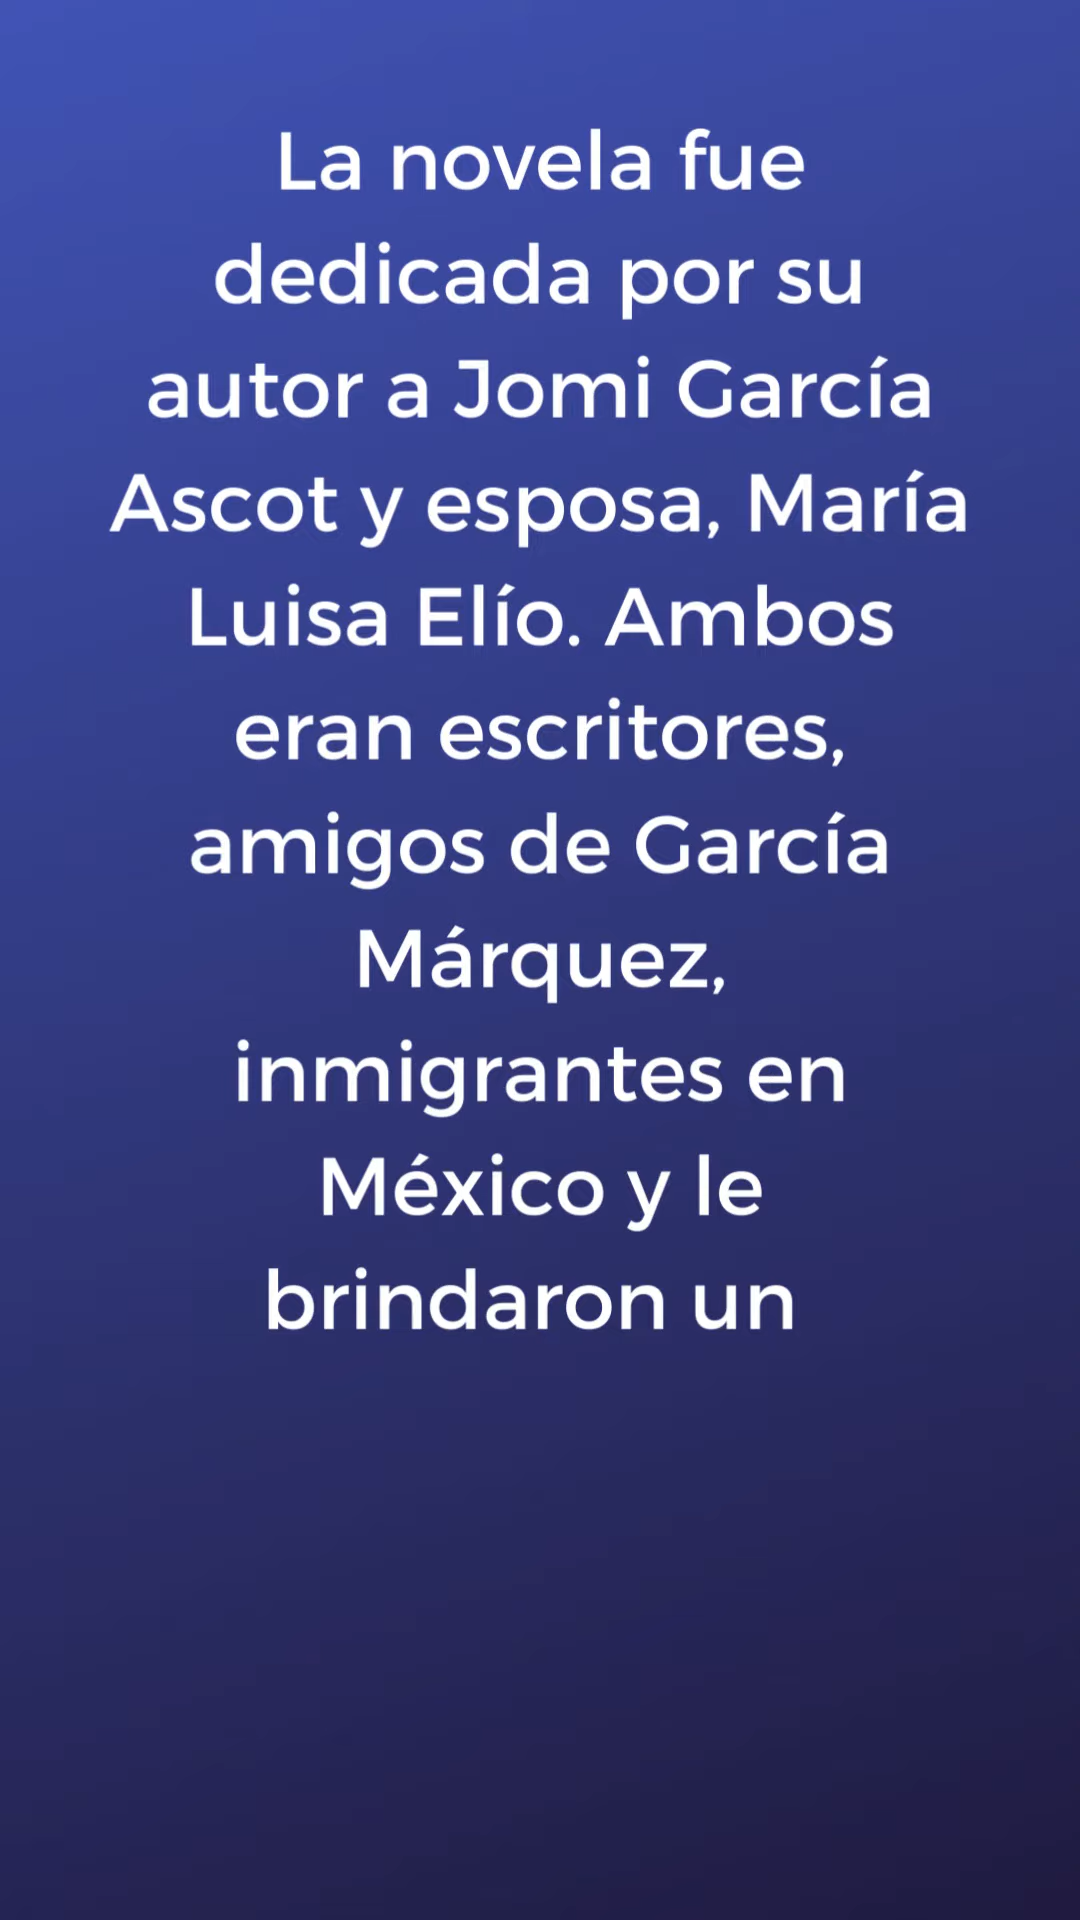 La novela fue
dedicada por su
autor a Jomi García
Ascot y esposa, María
Luisa Elío. Ambos
eran escritores,
amigos de García
Márquez,
inmigrantes en
México y le
brindaron un